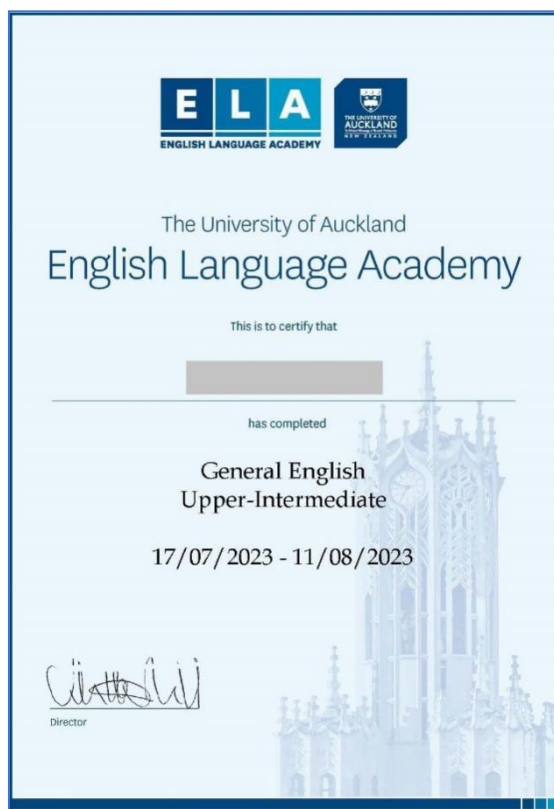 E L A
ENGLISH LANGUAGE ACADEMY
THE UNIVERSITY OF
AUCKLAND
NEW ZEALAND
The University of Auckland
English Language Academy
This is to certify that
has completed
General English
Upper-Intermediate
17/07/2023 - 11/08/2023
Director